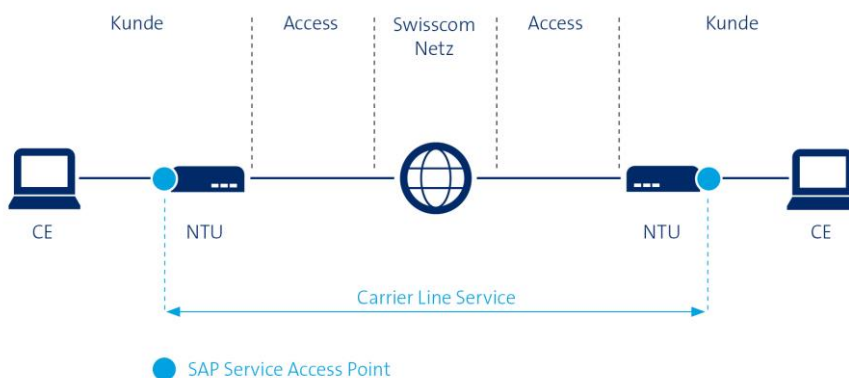 Kunde
Access
Swisscom
Netz
Access
Kunde
CE
NTU
NTU
CE
Carrier Line Service
SAP Service Access Point